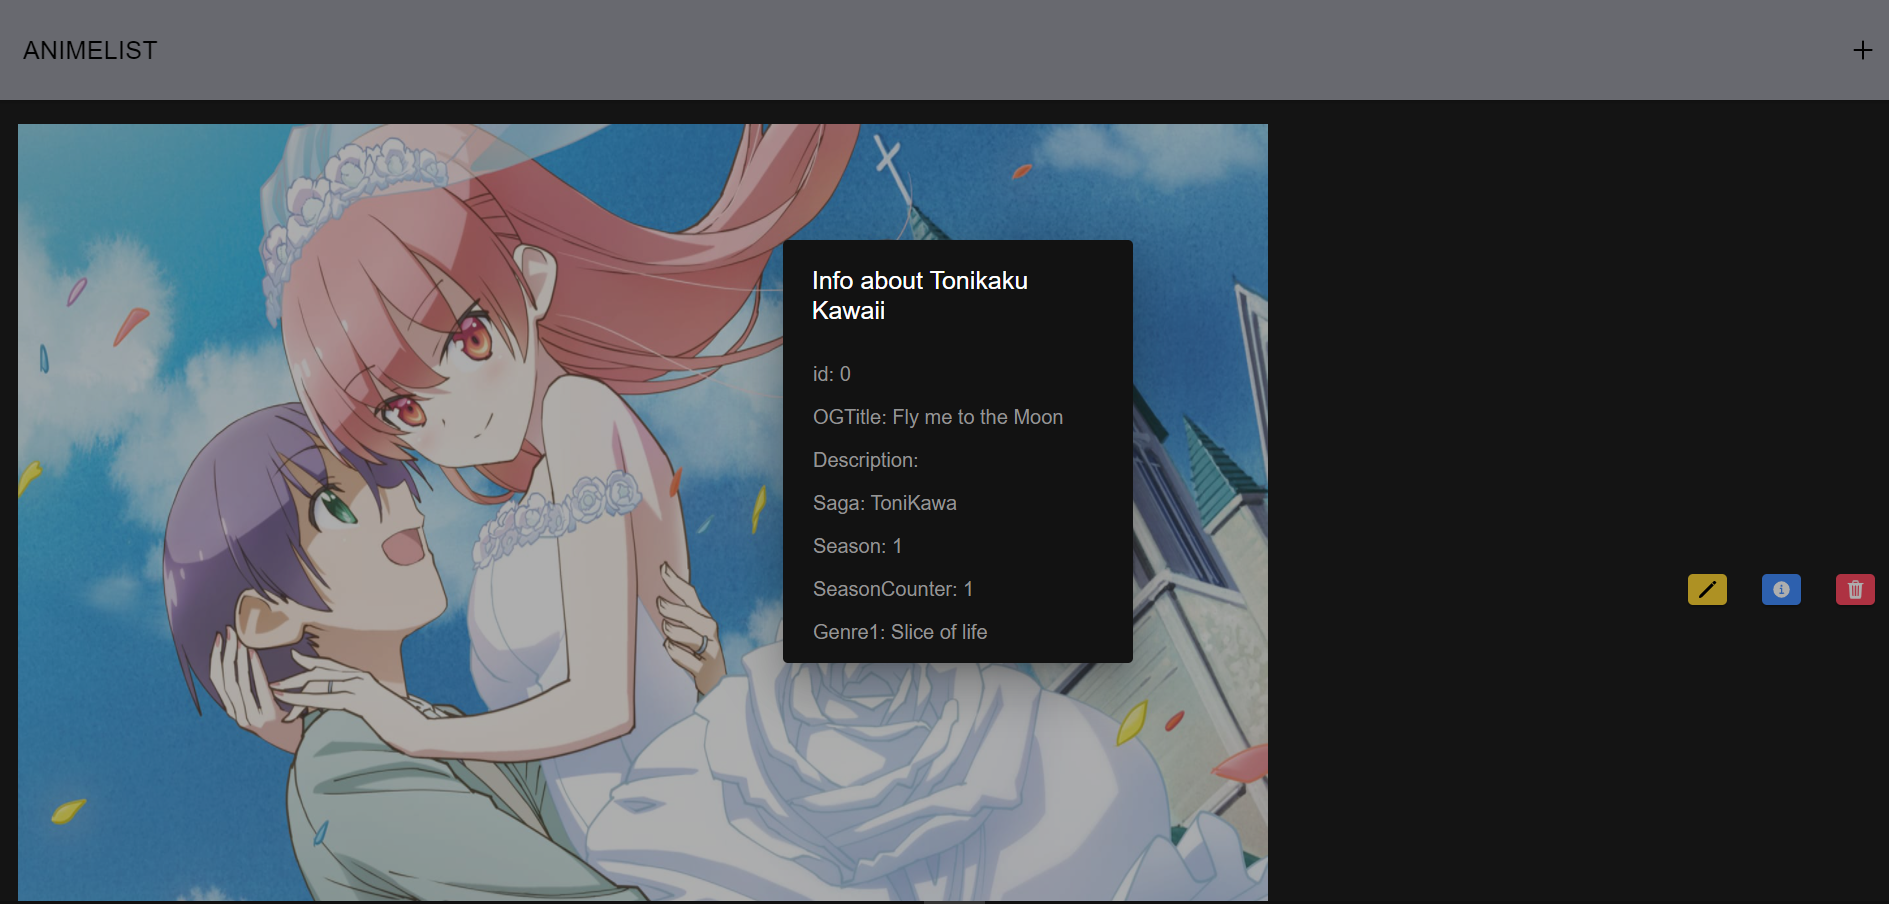 ANIMELIST
Info about Tonikaku
Kawaii
id: 0
OGTitle: Fly me to the Moon
Description:
Saga: ToniKawa
Season: 1
SeasonCounter: 1
Genre1: Slice of life